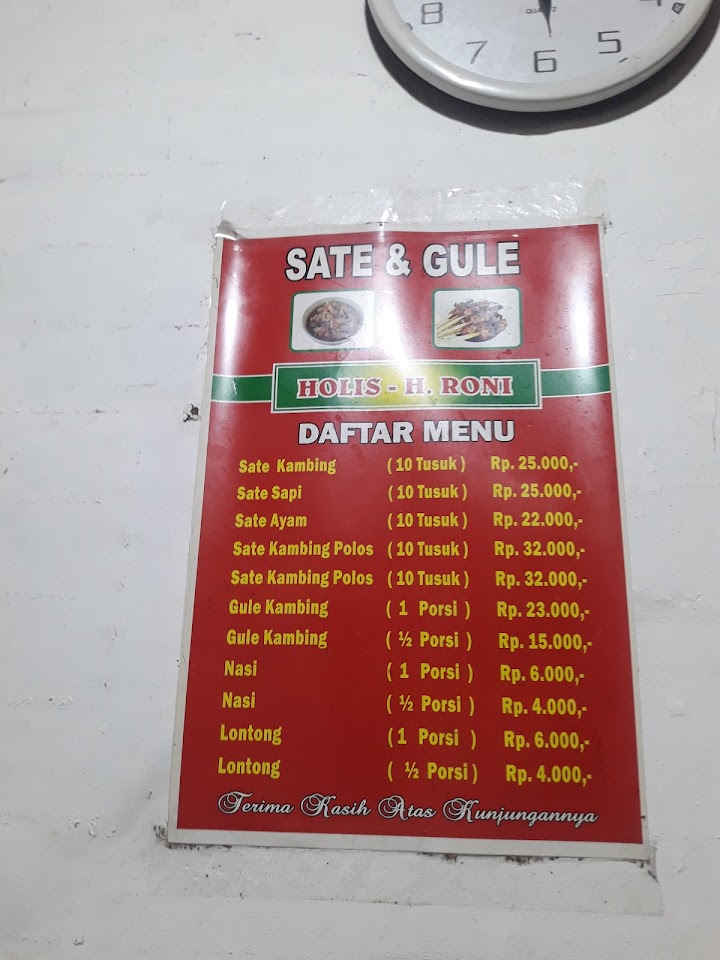 8 QUARTZ 4
7 6 5
SATE & GULE
HOLIS - H. RONI
DAFTAR MENU
Sate Kambing ( 10 Tusuk ) Rp. 25.000,-
Sate Sapi ( 10 Tusuk ) Rp. 25.000,-
Sate Ayam ( 10 Tusuk ) Rp. 22.000,-
Sate Kambing Polos ( 10 Tusuk ) Rp. 32.000,-
Sate Kambing Polos ( 10 Tusuk ) Rp. 32.000,-
Gule Kambing ( 1 Porsi ) Rp. 23.000,-
Gule Kambing ( ½ Porsi ) Rp. 15.000,-
Nasi ( 1 Porsi ) Rp. 6.000,-
Nasi ( ½ Porsi ) Rp. 4.000,-
Lontong ( 1 Porsi ) Rp. 6.000,-
Lontong ( ½ Porsi ) Rp. 4.000,-
Terima Kasih Atas Kunjungannya